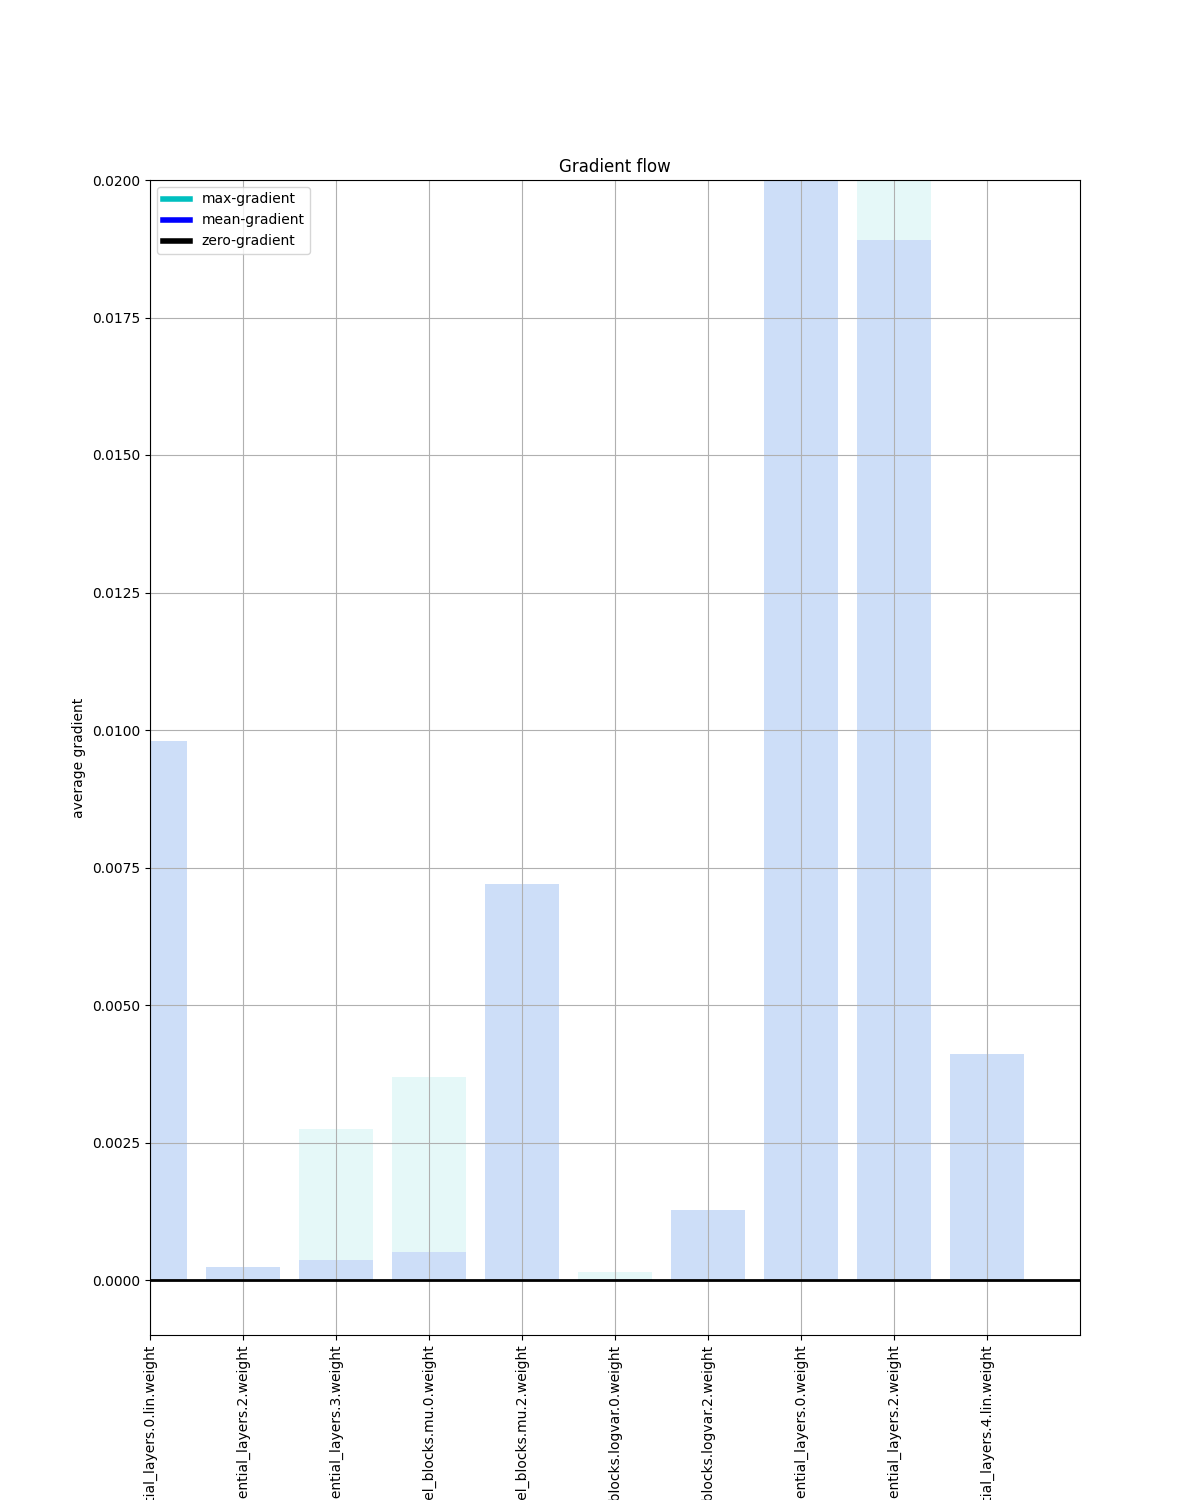 Gradient flow
max-gradient
mean-gradient
zero-gradient
0.0200
0.0175
0.0150
0.0125
0.0100
0.0075
0.0050
0.0025
0.0000
average gradient
tial_layers.0.lin.weight
ential_layers.2.weight
ential_layers.3.weight
el_blocks.mu.0.weight
el_blocks.mu.2.weight
blocks.logvar.0.weight
blocks.logvar.2.weight
ential_layers.0.weight
ential_layers.2.weight
tial_layers.4.lin.weight